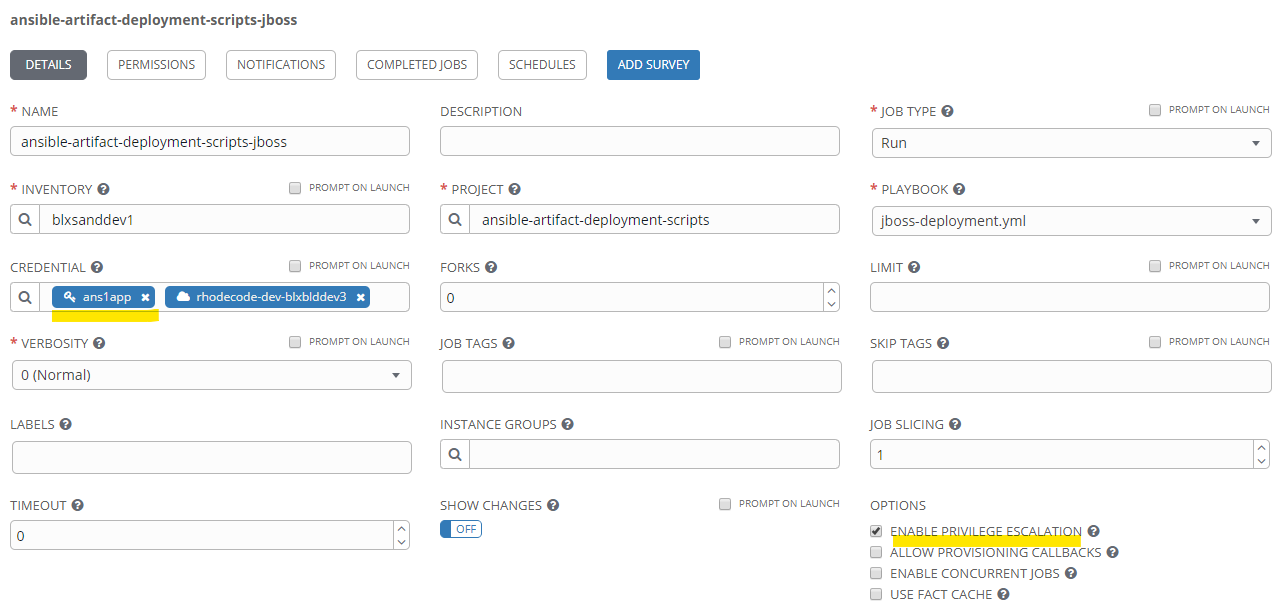 ansible-artifact-deployment-scripts-jboss
DETAILS PERMISSIONS NOTIFICATIONS COMPLETED JOBS SCHEDULES ADD SURVEY
* NAME DESCRIPTION * JOB TYPE ? PROMPT ON LAUNCH
ansible-artifact-deployment-scripts-jboss Run
* INVENTORY ? PROMPT ON LAUNCH * PROJECT ? * PLAYBOOK ?
blxsanddev1 ansible-artifact-deployment-scripts jboss-deployment.yml
CREDENTIAL ? PROMPT ON LAUNCH FORKS ? LIMIT ? PROMPT ON LAUNCH
ans1app × rhodecode-dev-blxblddev3 × 0
* VERBOSITY ? PROMPT ON LAUNCH JOB TAGS ? PROMPT ON LAUNCH SKIP TAGS ? PROMPT ON LAUNCH
0 (Normal)
LABELS ? INSTANCE GROUPS ? JOB SLICING ?
1
TIMEOUT ? SHOW CHANGES ? PROMPT ON LAUNCH OPTIONS
0 OFF ENABLE PRIVILEGE ESCALATION ?
ALLOW PROVISIONING CALLBACKS ?
ENABLE CONCURRENT JOBS ?
USE FACT CACHE ?